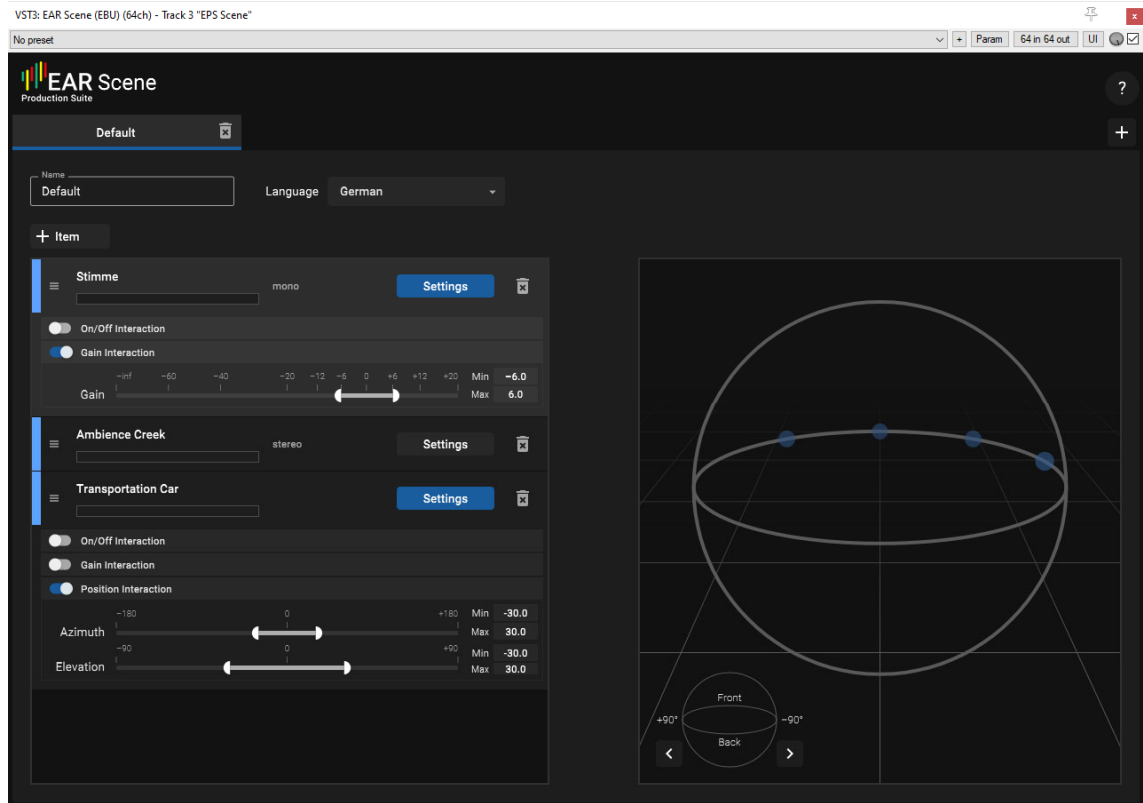 VST3: EAR Scene (EBU) (64ch) - Track 3 "EPS Scene"
x
No preset
+
Param
64 in 64 out
UI
EAR Scene
Production Suite
?
Default
+
Name
Default
Language
German
+ Item
Stimme
mono
Settings
On/Off Interaction
Gain Interaction
−inf −60 −40 −20 −12 −6 0 +6 +12 +20
Min −6.0
Gain
Max 6.0
Ambience Creek
stereo
Settings
Transportation Car
Settings
On/Off Interaction
Gain Interaction
Position Interaction
−180 0 +180
Min -30.0
Azimuth
Max 30.0
−90 0 +90
Min -30.0
Elevation
Max 30.0
Front
+90° −90°
Back